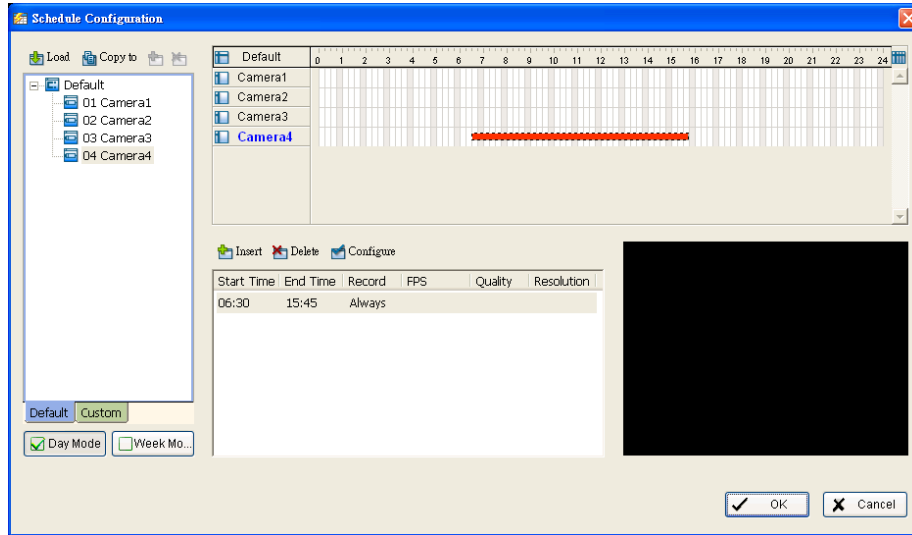 Schedule Configuration
Load Copy to
Default
01 Camera1
02 Camera2
03 Camera3
04 Camera4
Default Custom
Day Mode Week Mo...
Default 0 1 2 3 4 5 6 7 8 9 10 11 12 13 14 15 16 17 18 19 20 21 22 23 24
Camera1
Camera2
Camera3
Camera4
Insert Delete Configure
Start Time End Time Record FPS Quality Resolution
06:30 15:45 Always
OK Cancel